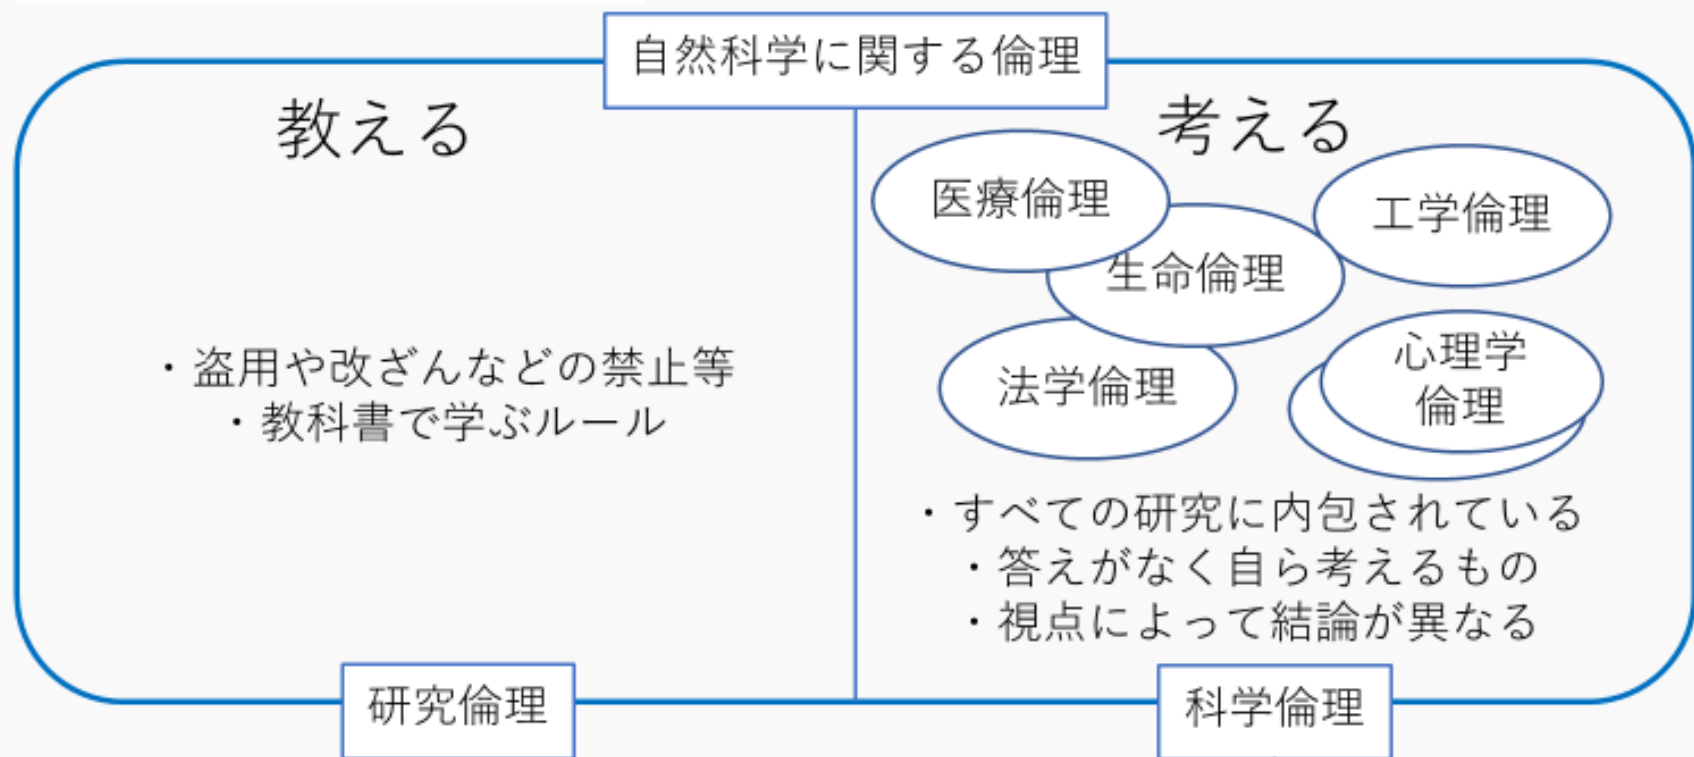 自然科学に関する倫理
教える
・盗用や改ざんなどの禁止等
・教科書で学ぶルール
研究倫理
考える
医療倫理
工学倫理
生命倫理
法学倫理
心理学
倫理
・すべての研究に内包されている
・答えがなく自ら考えるもの
・視点によって結論が異なる
科学倫理